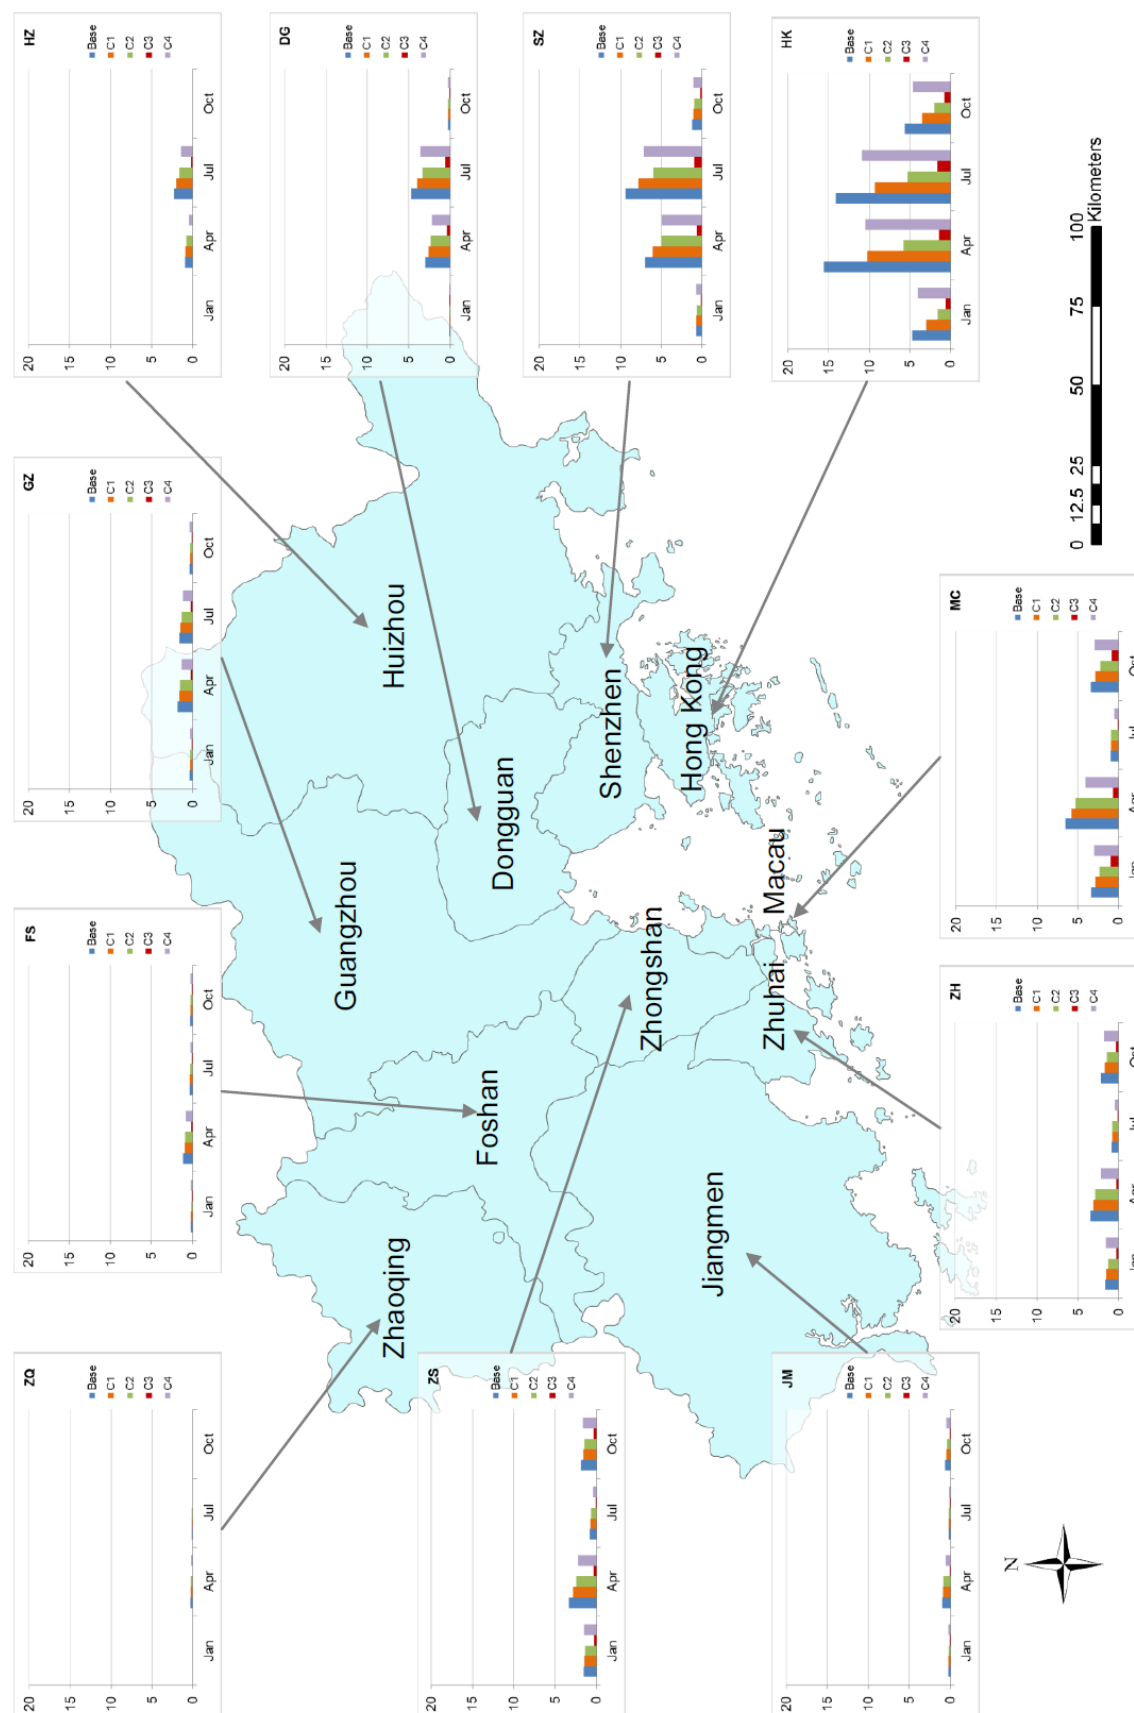 ZQ
20
15
10
5
0
Jan Apr Jul Oct
Base
C1
C2
C3
C4
FS
20
15
10
5
0
Jan Apr Jul Oct
Base
C1
C2
C3
C4
GZ
20
15
10
5
0
Jan Apr Jul Oct
Base
C1
C2
C3
C4
HZ
20
15
10
5
0
Jan Apr Jul Oct
Base
C1
C2
C3
C4
DG
20
15
10
5
0
Jan Apr Jul Oct
Base
C1
C2
C3
C4
Guangzhou
Zhaoqing
Huizhou
Foshan
Dongguan
ZS
20
15
10
5
0
Jan Apr Jul Oct
Base
C1
C2
C3
C4
SZ
20
15
10
5
0
Jan Apr Jul Oct
Base
C1
C2
C3
C4
Shenzhen
Zhongshan
Hong Kong
Jiangmen
Zhuhai
Macau
JM
20
15
10
5
0
Jan Apr Jul Oct
Base
C1
C2
C3
C4
HK
20
15
10
5
0
Jan Apr Jul Oct
Base
C1
C2
C3
C4
ZH
20
15
10
5
0
Jan Apr Jul Oct
Base
C1
C2
C3
C4
MC
20
15
10
5
0
Jan Apr Jul Oct
Base
C1
C2
C3
C4
N
0 12.5 25 50 75 100
Kilometers